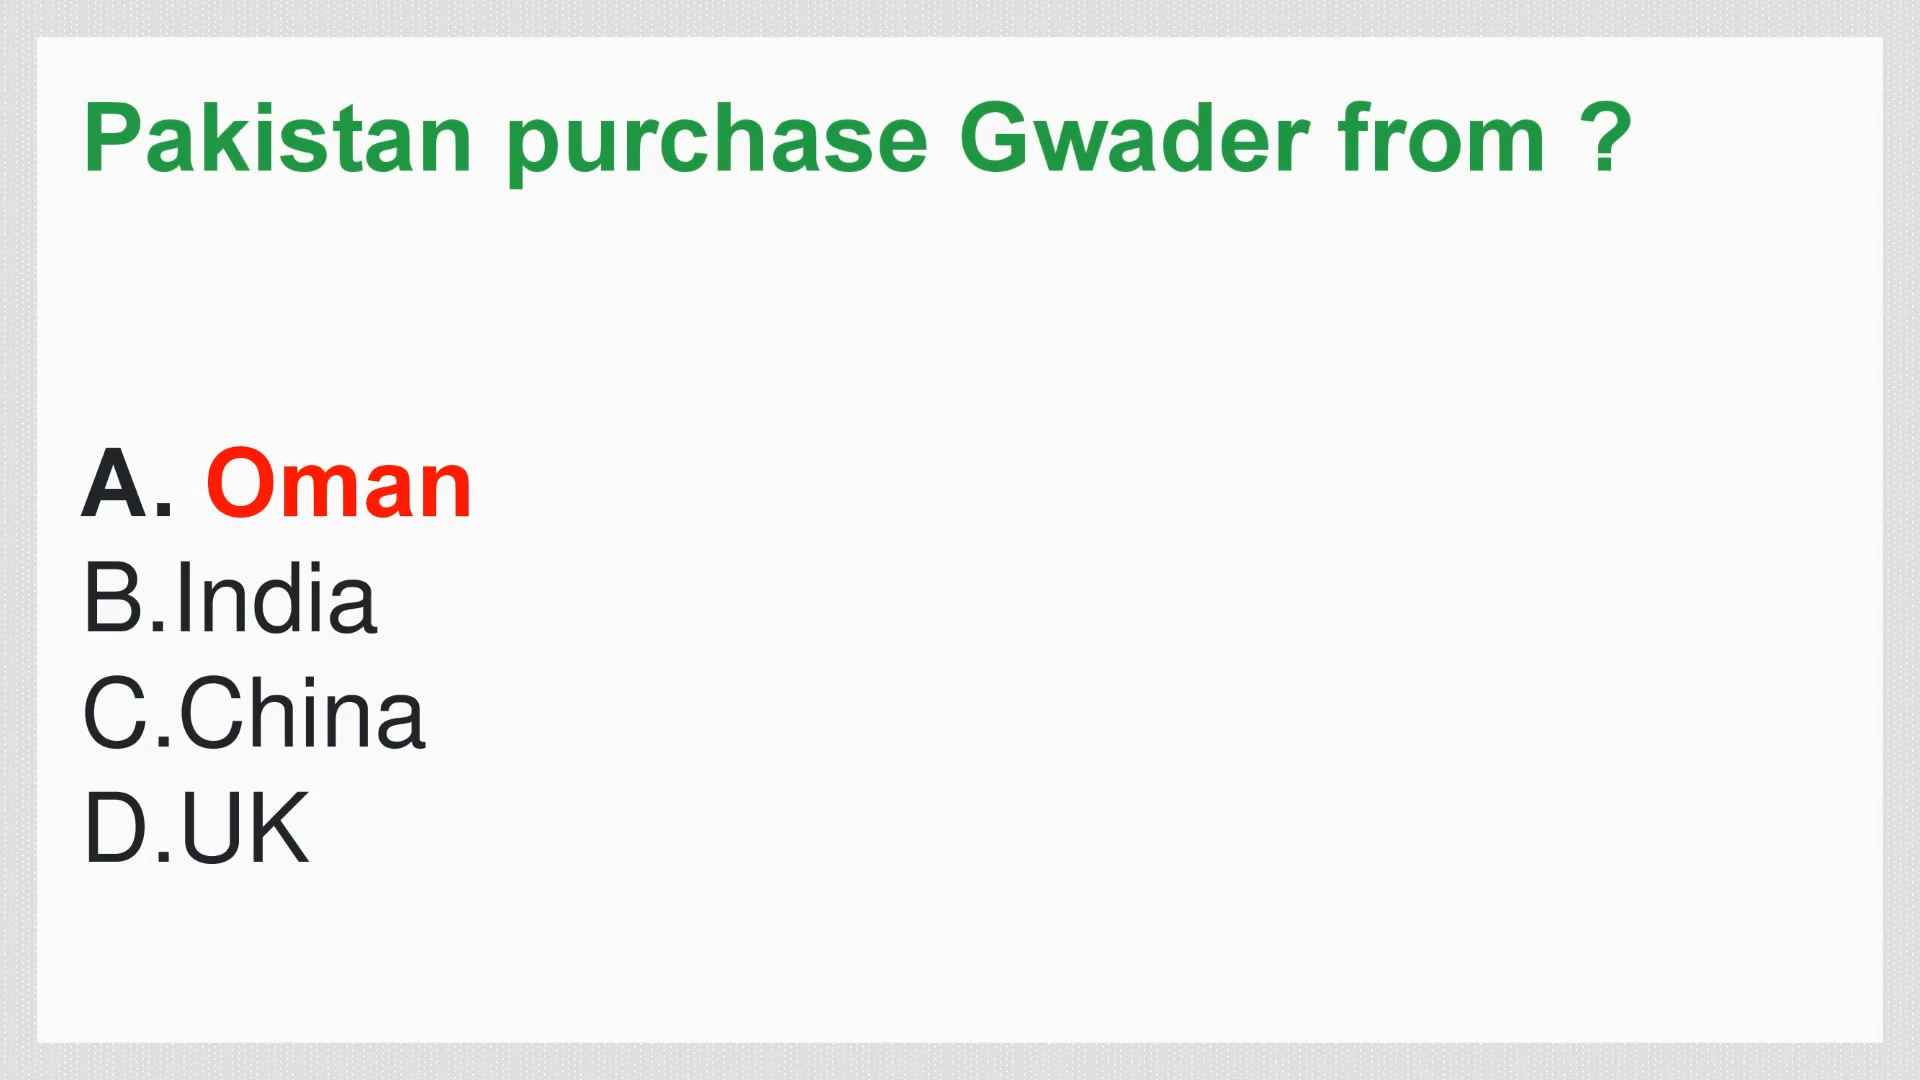 Pakistan purchase Gwader from ?
A. Oman
B.India
C.China
D.UK